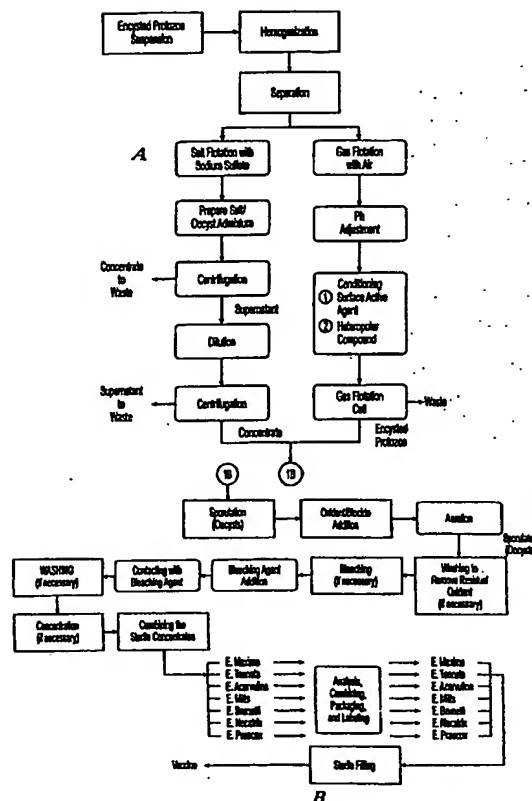 Encysted Protozoa
Suspension
Homogenization
Separation
A
Salt Flotation with
Sodium Sulfate
Gas Flotation
with Air
Prepare Salt/
Oocyst Admixture
Ph
Adjustment
Concentrate
to
Waste
Centrifugation
Supernatant
Conditioning
1 Surface Active
Agent
2 Heteropolar
Compound
Dilution
Supernatant
to
Waste
Centrifugation
Gas Flotation
Cell
Waste
Concentrate
Encysted
Protozoa
1B
1B
Sporulation
(Oocysts)
Oxidant/Biocide
Addition
Aeration
Sporulated
(Oocysts)
WASHING
(if necessary)
Contacting with
Bleaching Agent
Bleaching Agent
Addition
Bleaching
(if necessary)
Washing to
Remove Residual
Oxidant
(if necessary)
Concentration
(if necessary)
Combining the
Sterile Concentrates
E. Maxima
E. Tenella
E. Acervulina
E. Mitis
E. Brunetti
E. Necatrix
E. Praecox
Analysis,
Combining,
Packaging,
and Labeling
E. Maxima
E. Tenella
E. Acervulina
E. Mitis
E. Brunetti
E. Necatrix
E. Praecox
Vaccine
Sterile Filling
B